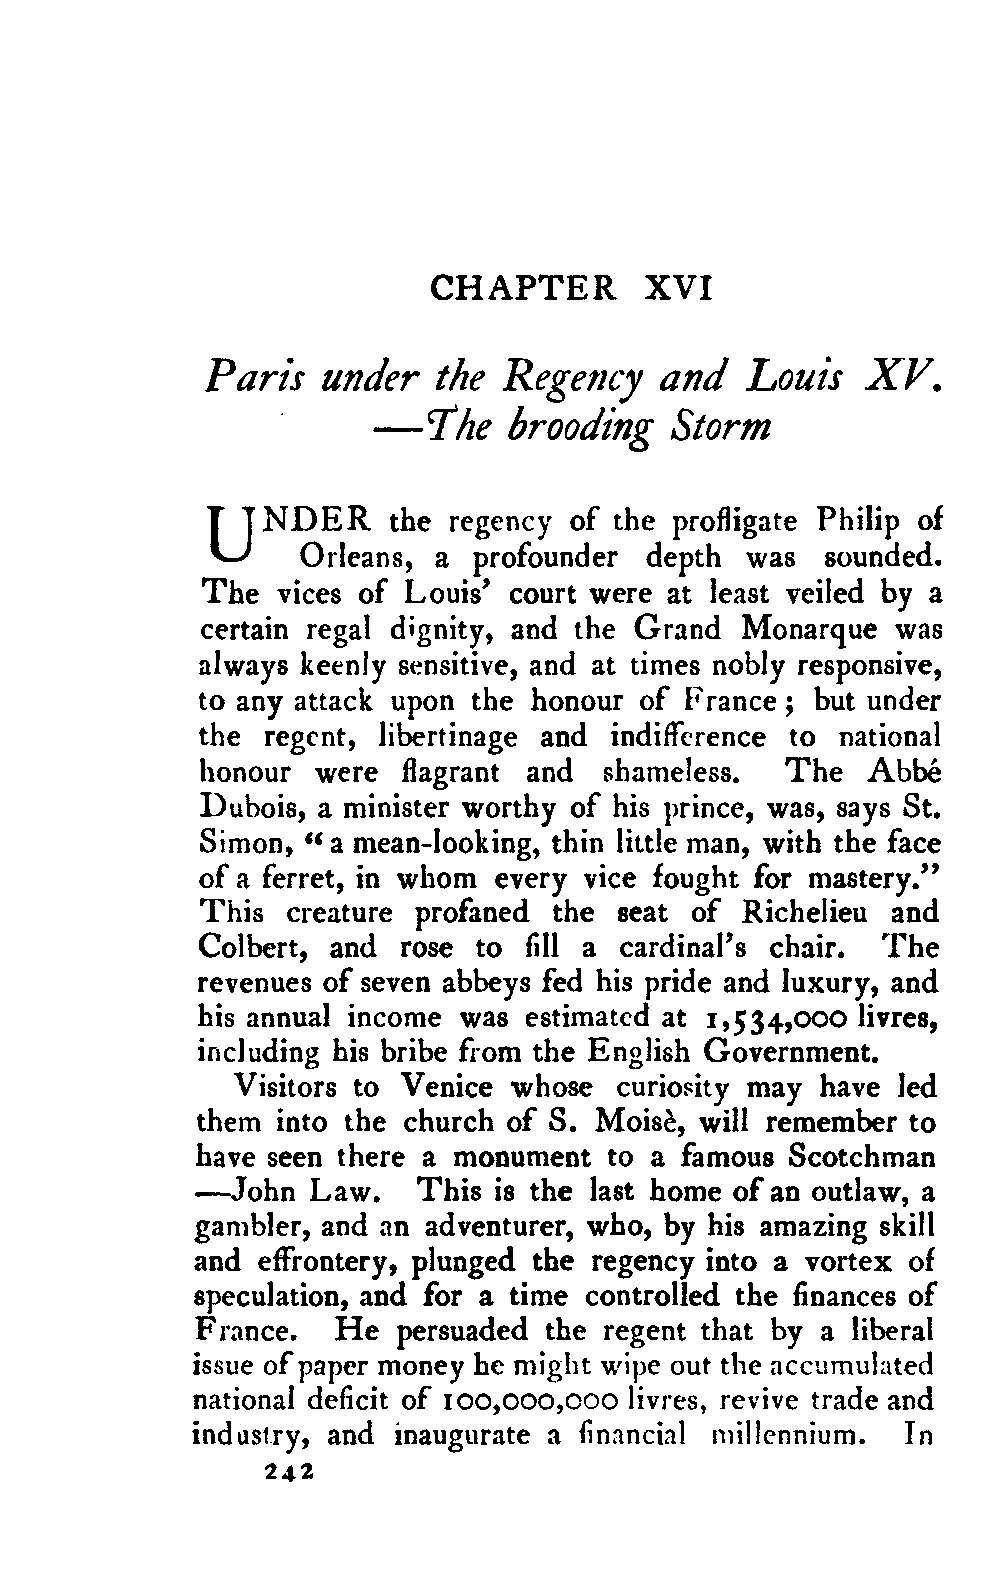 CHAPTER XVI
Paris under the Regency and Louis XV.
—The brooding Storm
UNDER the regency of the profligate Philip of
Orleans, a profounder depth was sounded.
The vices of Louis' court were at least veiled by a
certain regal dignity, and the Grand Monarque was
always keenly sensitive, and at times nobly responsive,
to any attack upon the honour of France; but under
the regent, libertinage and indifference to national
honour were flagrant and shameless. The Abbé
Dubois, a minister worthy of his prince, was, says St.
Simon, "a mean-looking, thin little man, with the face
of a ferret, in whom every vice fought for mastery."
This creature profaned the seat of Richelieu and
Colbert, and rose to fill a cardinal's chair. The
revenues of seven abbeys fed his pride and luxury, and
his annual income was estimated at 1,534,000 livres,
including his bribe from the English Government.
Visitors to Venice whose curiosity may have led
them into the church of S. Moisè, will remember to
have seen there a monument to a famous Scotchman
—John Law. This is the last home of an outlaw, a
gambler, and an adventurer, who, by his amazing skill
and effrontery, plunged the regency into a vortex of
speculation, and for a time controlled the finances of
France. He persuaded the regent that by a liberal
issue of paper money he might wipe out the accumulated
national deficit of 100,000,000 livres, revive trade and
industry, and inaugurate a financial millennium. In
242